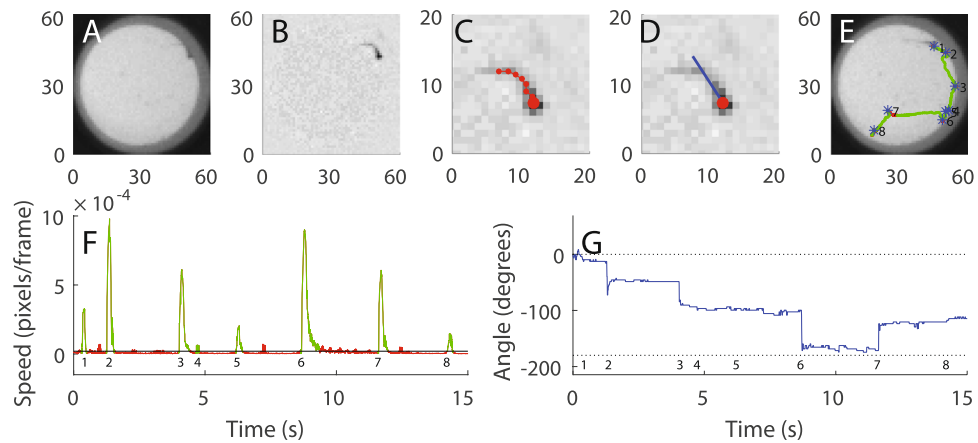 60 60 20 20 60
A B C D E
30 30 10 10 30
0 0 0 0 0
0 30 60 0 30 60 0 10 20 0 10 20 0 30 60
1 2 3 4 5 6 7 8
× 10 -4
10
5
0
Speed (pixels/frame)
F
1 2 3 4 5 6 7 8
0 5 10 15
Time (s)
0
-100
-200
Angle (degrees)
G
1 2 3 4 5 6 7 8
0 5 10 15
Time (s)